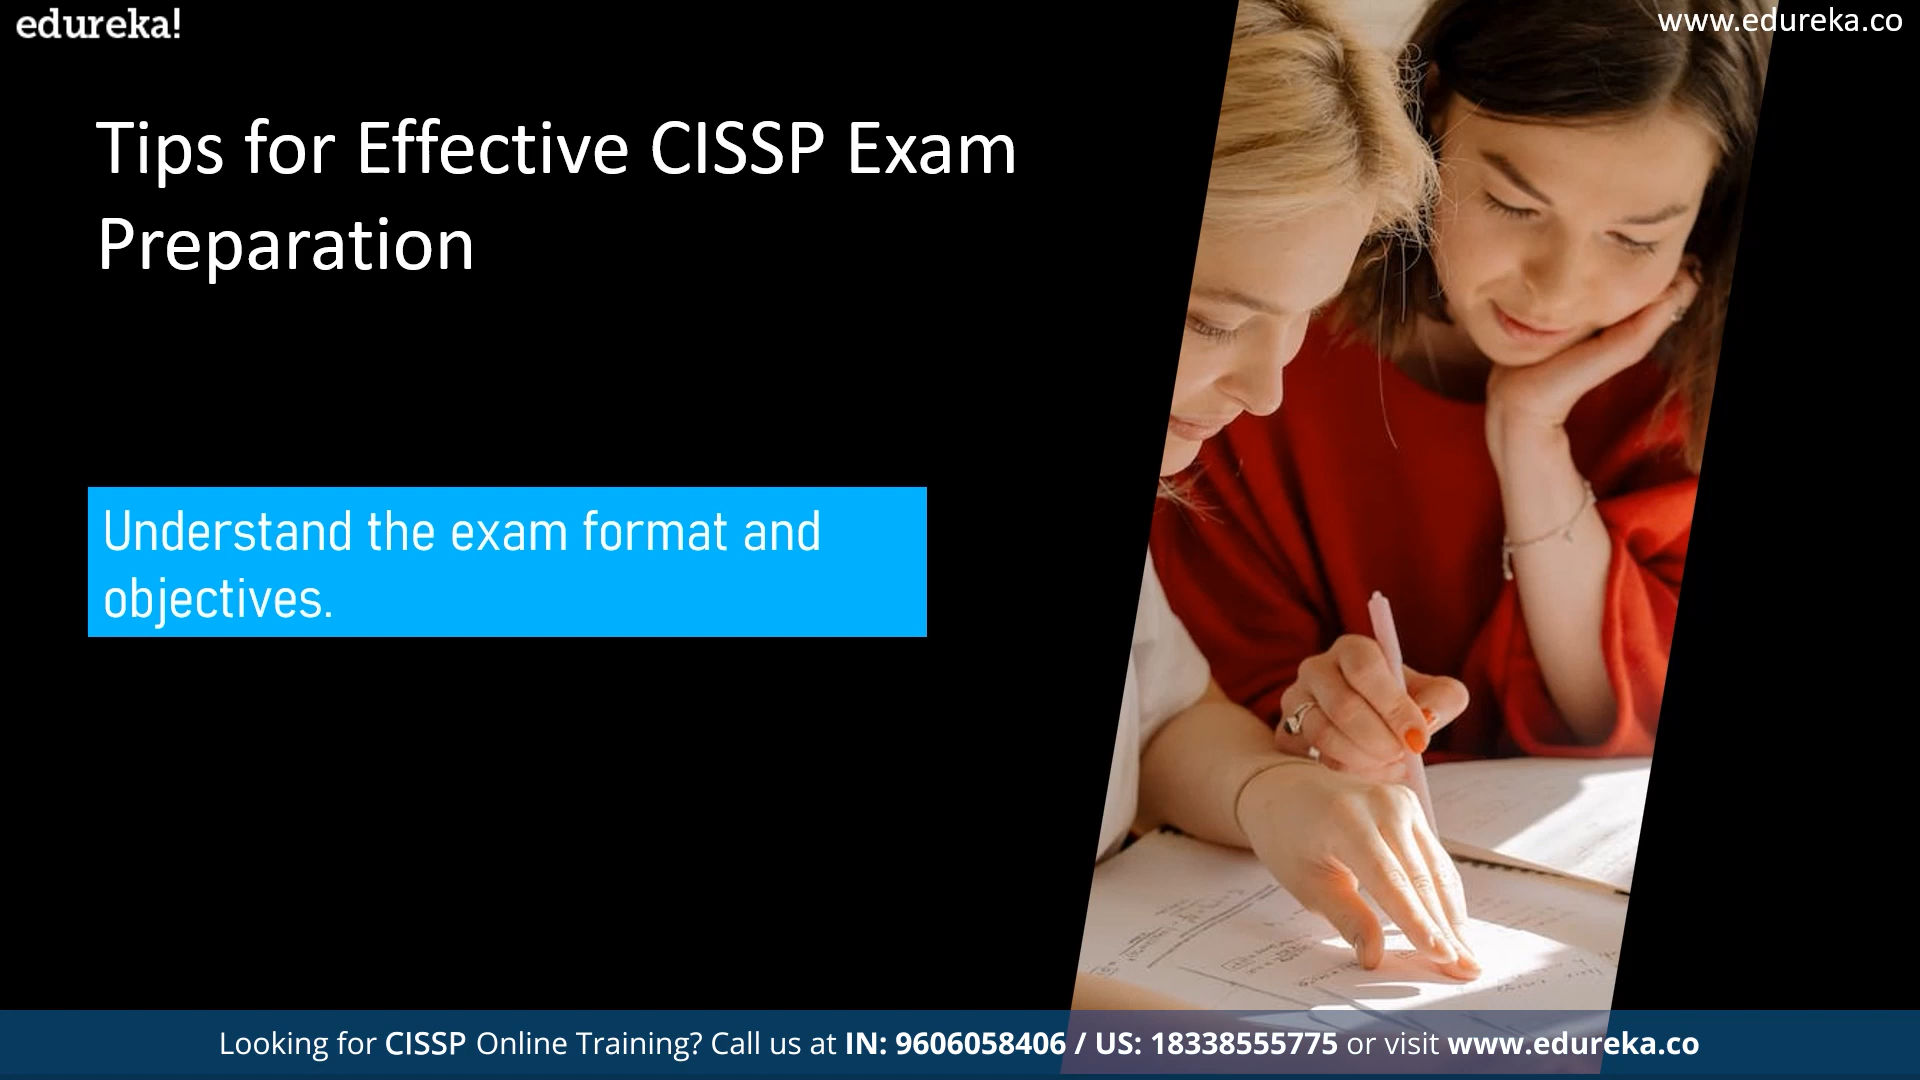 edureka!
www.edureka.co
Tips for Effective CISSP Exam
Preparation
Understand the exam format and
objectives.
Looking for CISSP Online Training? Call us at IN: 9606058406 / US: 18338555775 or visit www.edureka.co